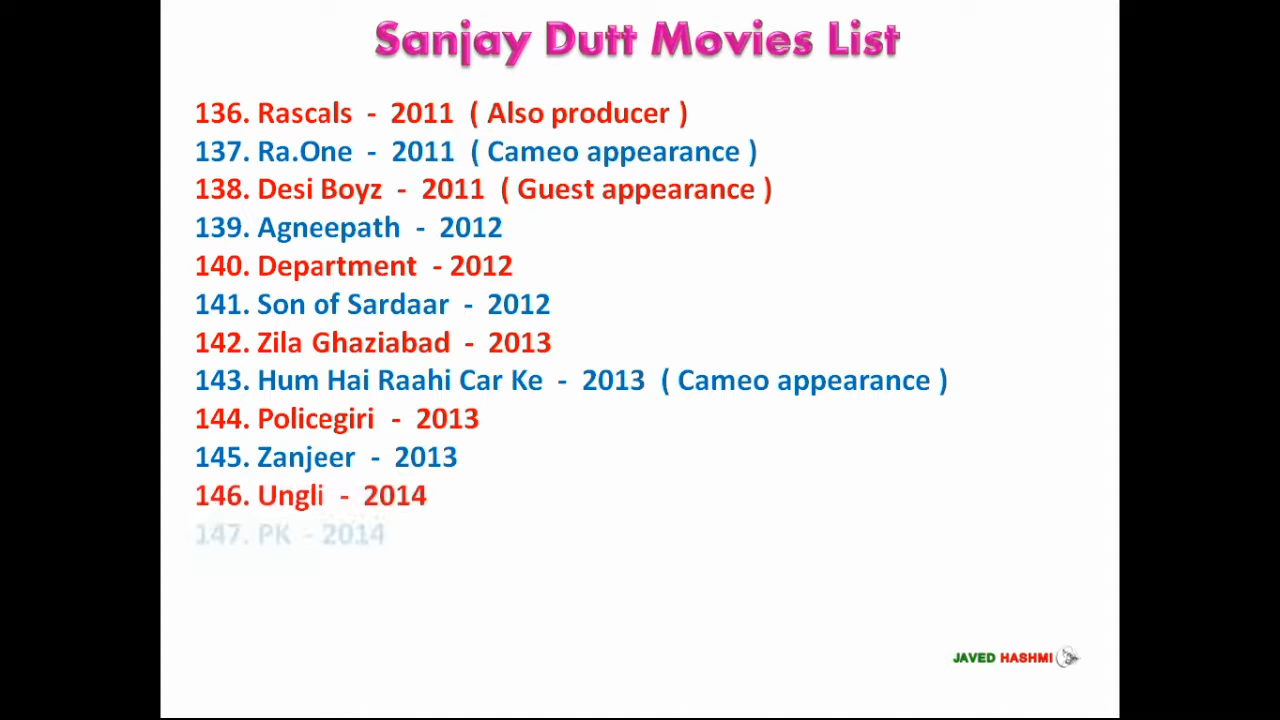 Sanjay Dutt Movies List
136. Rascals - 2011 ( Also producer )
137. Ra.One - 2011 ( Cameo appearance )
138. Desi Boyz - 2011 ( Guest appearance )
139. Agneepath - 2012
140. Department - 2012
141. Son of Sardaar - 2012
142. Zila Ghaziabad - 2013
143. Hum Hai Raahi Car Ke - 2013 ( Cameo appearance )
144. Policegiri - 2013
145. Zanjeer - 2013
146. Ungli - 2014
147. PK - 2014
JAVED HASHMI